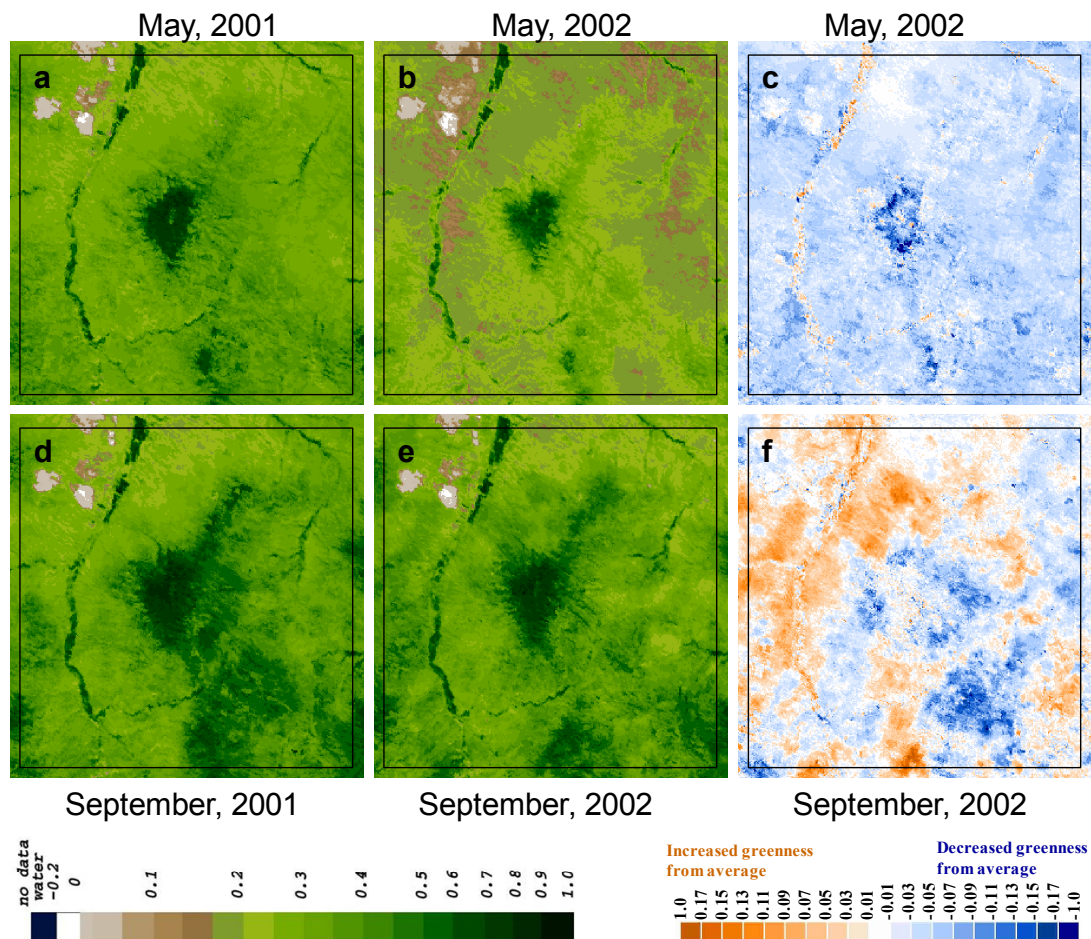 May, 2001
May, 2002
May, 2002
a
b
c
d
e
f
September, 2001
September, 2002
September, 2002
no data
water
-0.2
0
0.1
0.2
0.3
0.4
0.5
0.6
0.7
0.8
0.9
1.0
Increased greenness
from average
Decreased greenness
from average
1.0
0.17
0.15
0.13
0.11
0.09
0.07
0.05
0.03
0.01
-0.01
-0.03
-0.05
-0.07
-0.09
-0.11
-0.13
-0.15
-0.17
-1.0